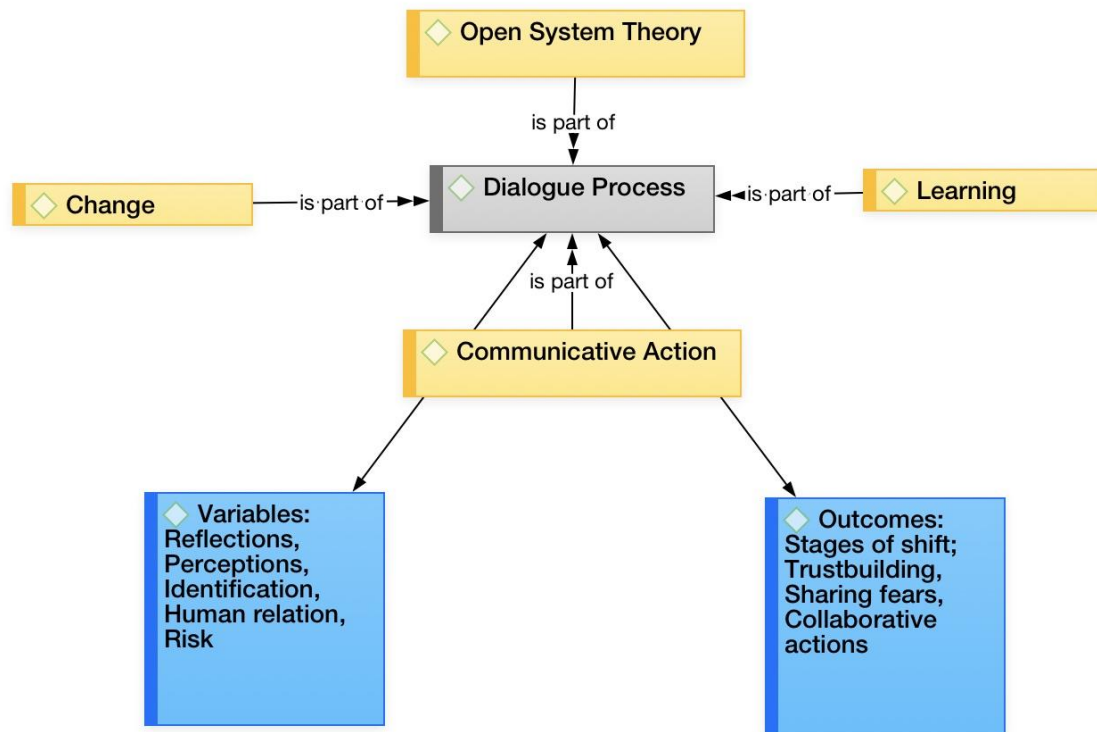 Open System Theory
is part of
Dialogue Process
Change
is part of
is part of
Learning
is part of
Communicative Action
Variables:
Reflections,
Perceptions,
Identification,
Human relation,
Risk
Outcomes:
Stages of shift;
Trustbuilding,
Sharing fears,
Collaborative
actions